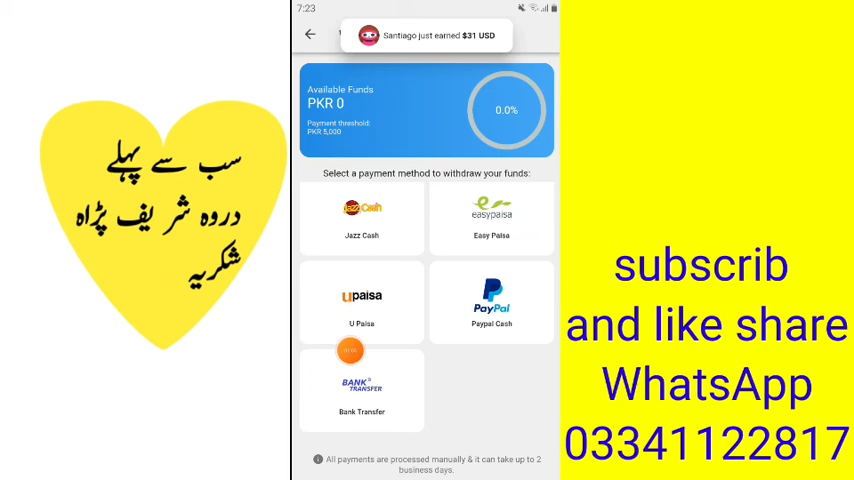 سب سے پہلے
دروہ شریف پڑاہ
شکریہ
7:23
Santiago just earned $31 USD
Available Funds
PKR 0
Payment threshold:
PKR 5,000
0.0%
Select a payment method to withdraw your funds:
Jazz Cash
easypaisa
Jazz Cash
Easy Paisa
Upaisa
PayPal
U Paisa
Paypal Cash
BANK TRANSFER
Bank Transfer
All payments are processed manually & it can take up to 2
business days.
subscrib
and like share
WhatsApp
03341122817